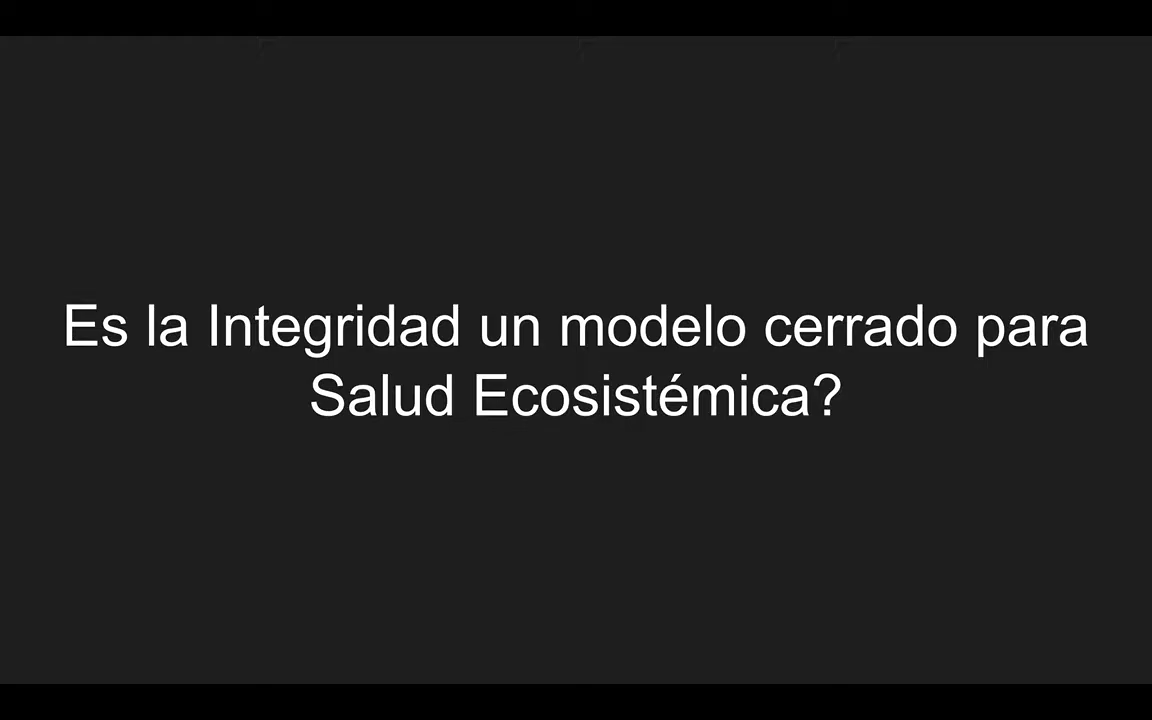 Es la Integridad un modelo cerrado para
Salud Ecosistémica?